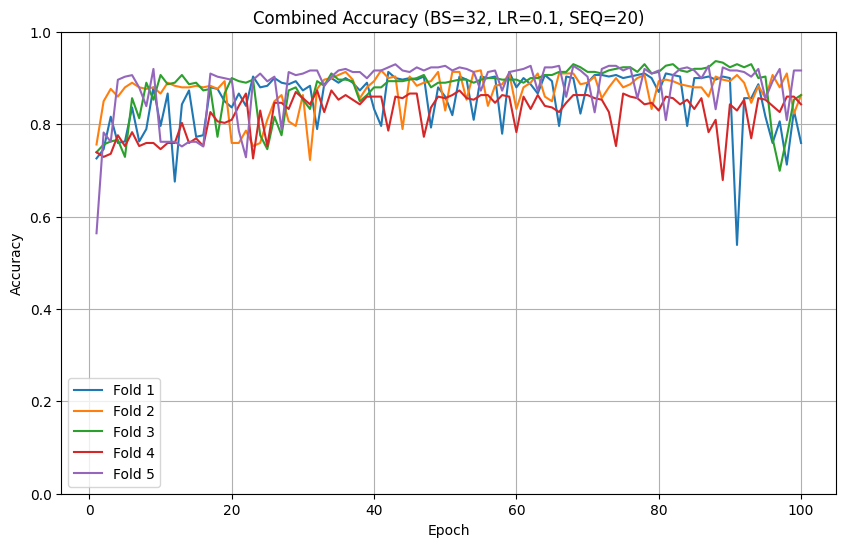 Combined Accuracy (BS=32, LR=0.1, SEQ=20)
1.0
0.8
0.6
0.4
0.2
0.0
Accuracy
Fold 1
Fold 2
Fold 3
Fold 4
Fold 5
0 20 40 60 80 100
Epoch